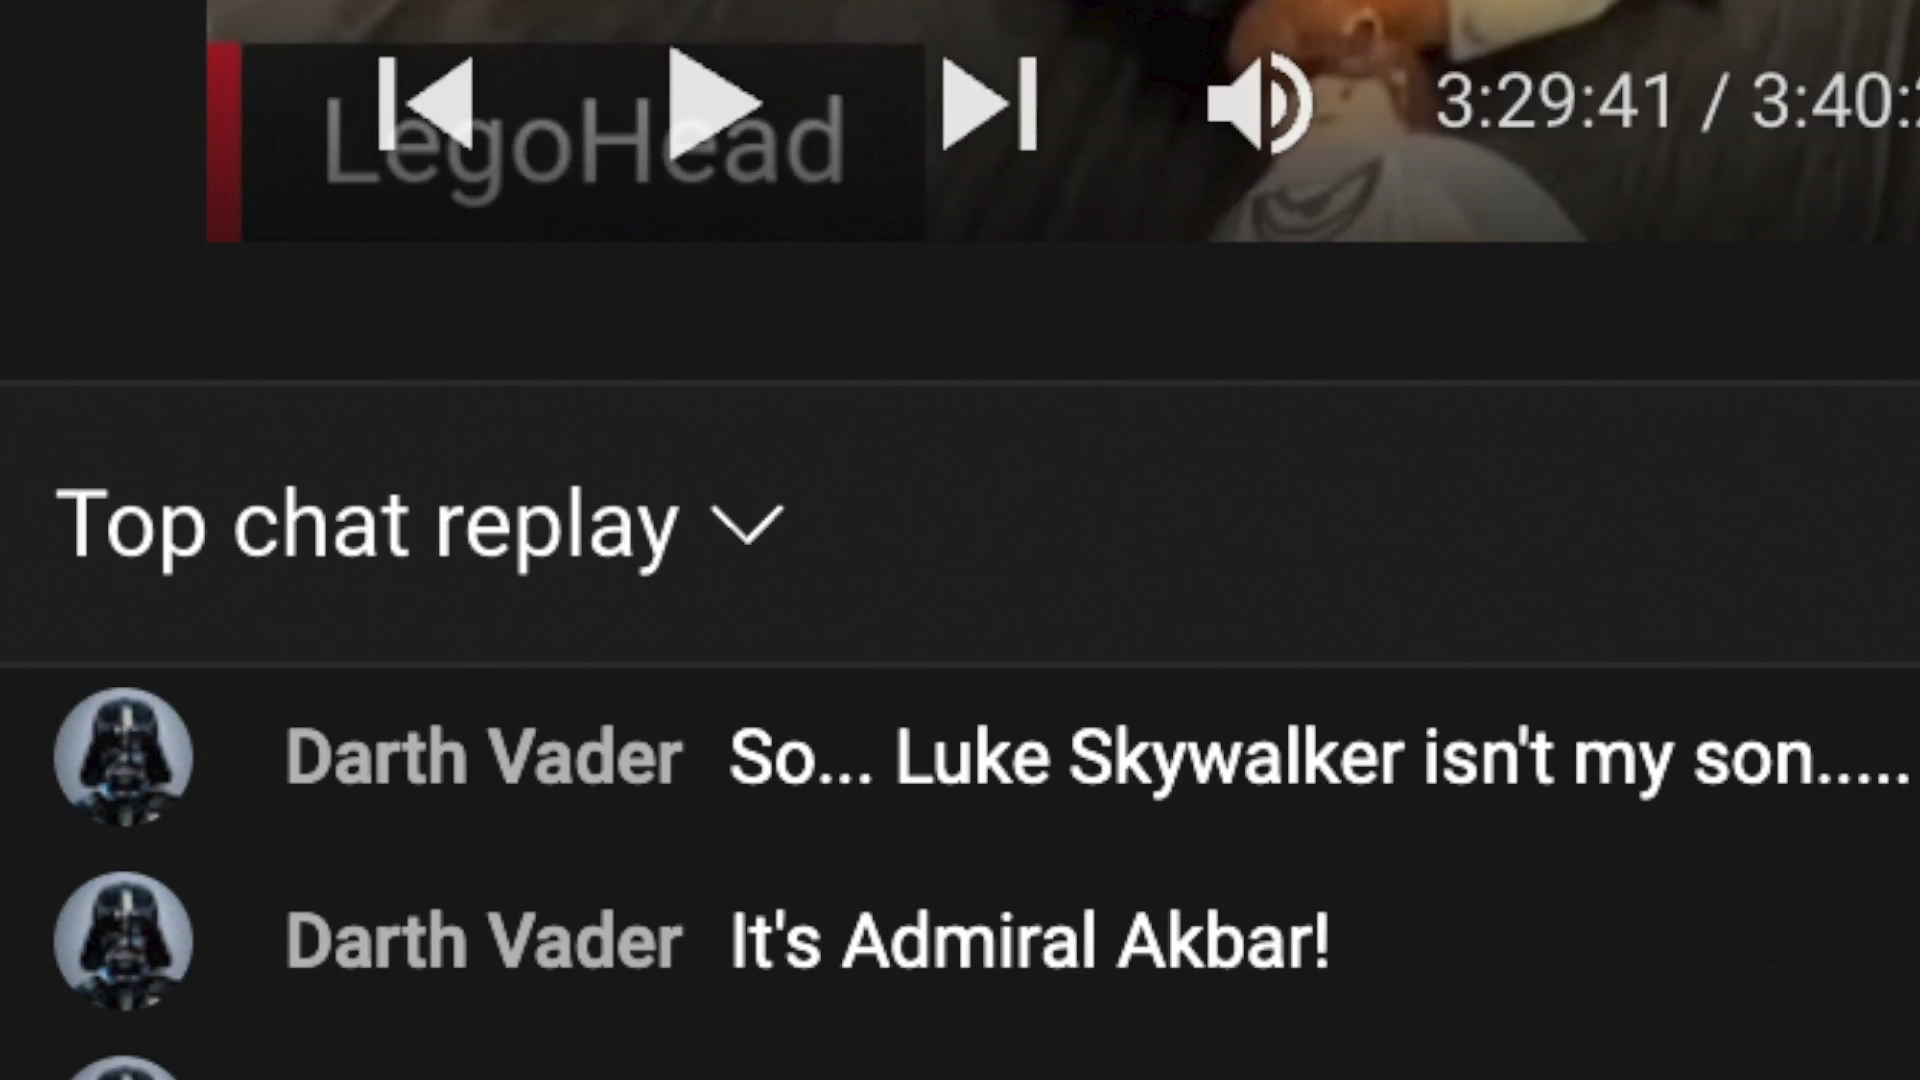 LegoHead
3:29:41 / 3:40:
Top chat replay
Darth Vader So... Luke Skywalker isn't my son.....
Darth Vader It's Admiral Akbar!